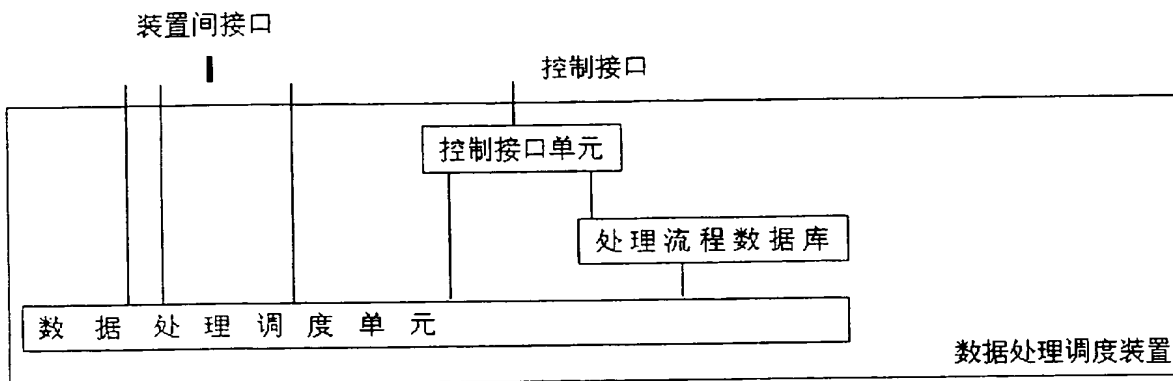 装置间接口
控制接口
控制接口单元
处理流程数据库
数据处理调度单元
数据处理调度装置